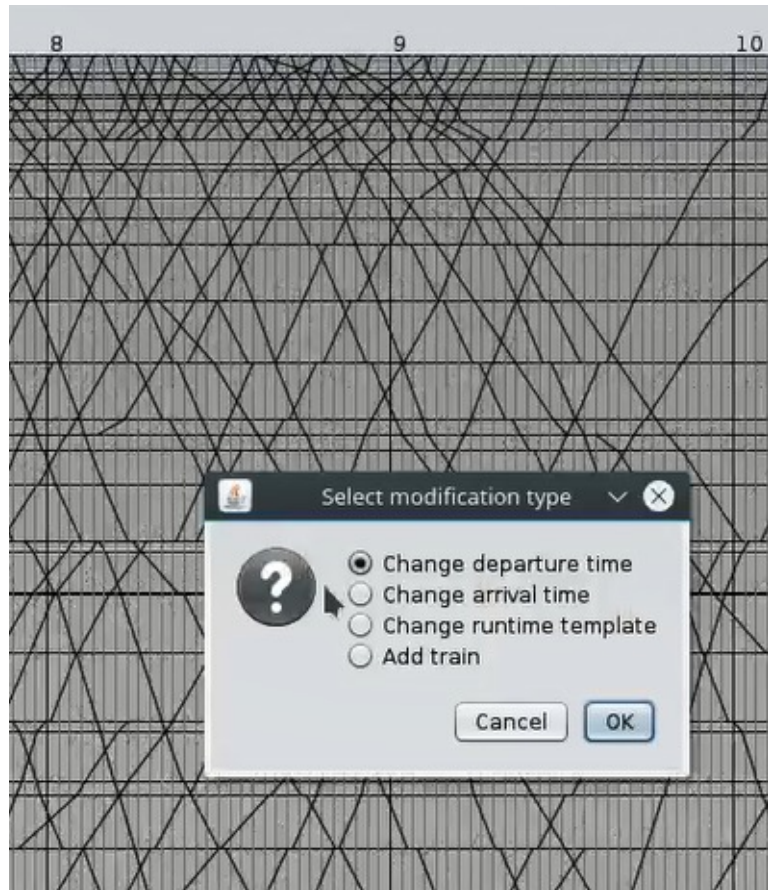 8 9 10
Select modification type
Change departure time
Change arrival time
Change runtime template
Add train
Cancel OK